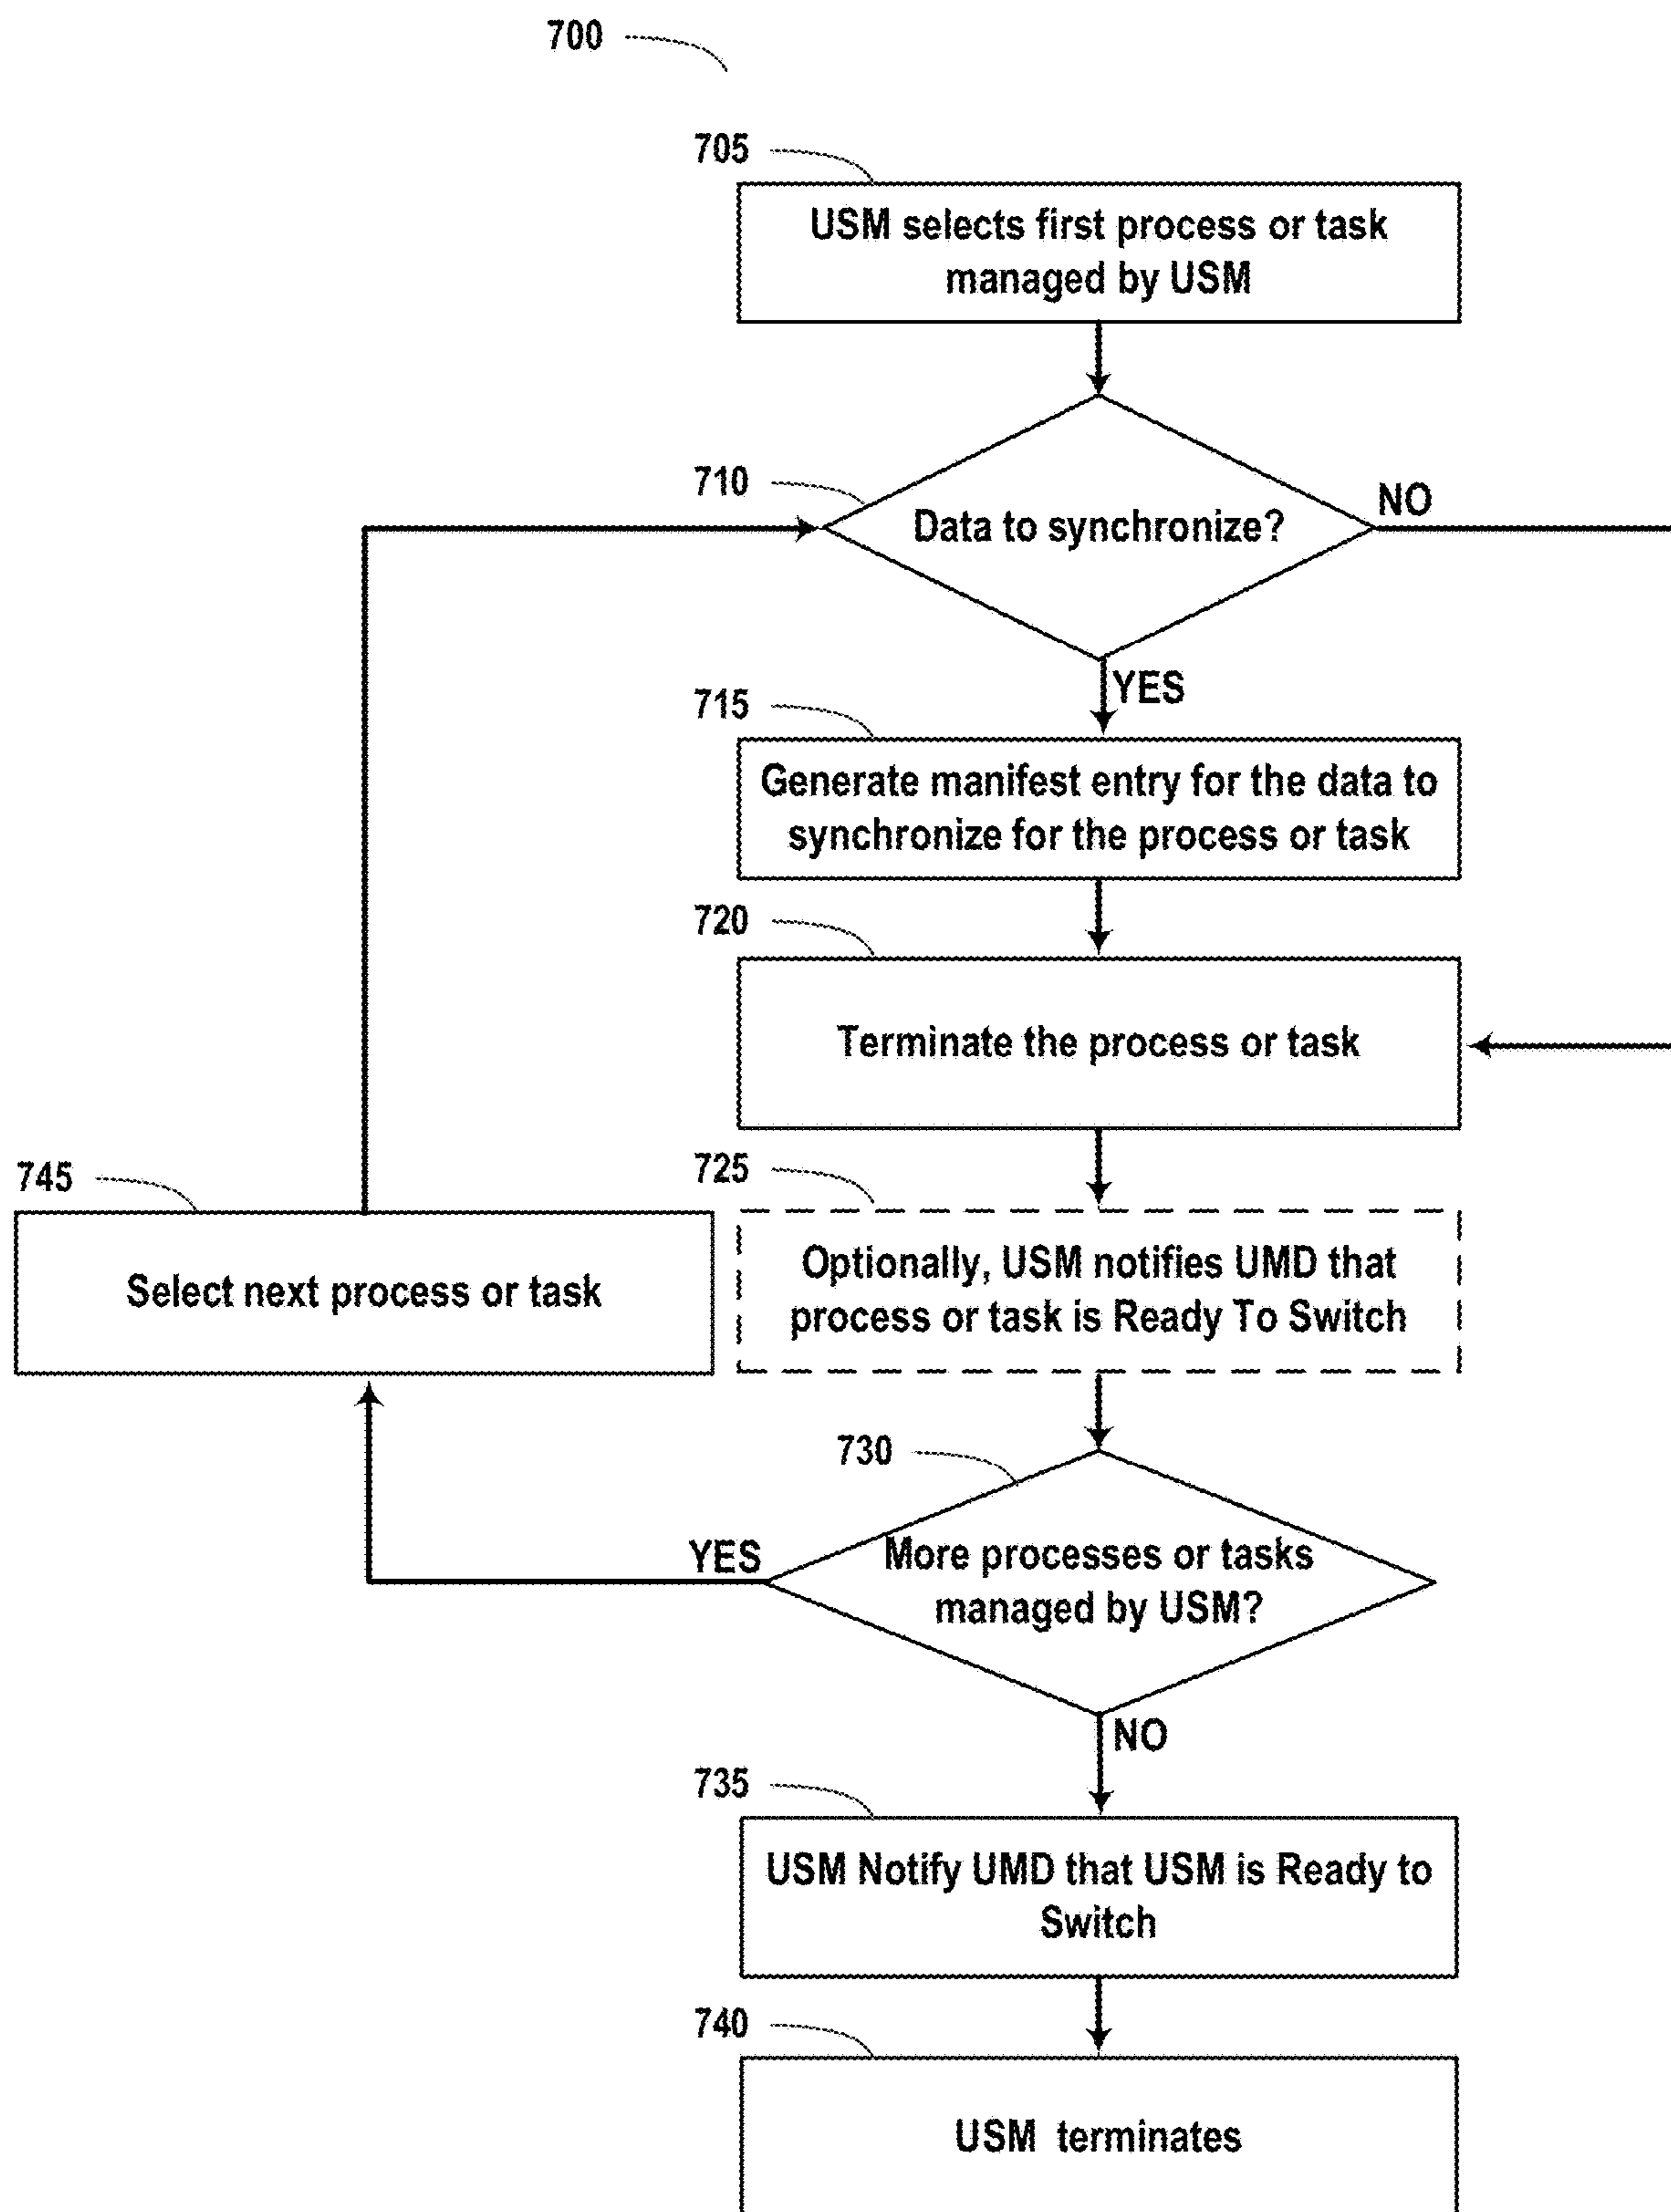 700
705
USM selects first process or task
managed by USM
710
Data to synchronize?
NO
YES
715
Generate manifest entry for the data to
synchronize for the process or task
720
Terminate the process or task
725
Optionally, USM notifies UMD that
process or task is Ready To Switch
745
Select next process or task
730
More processes or tasks
managed by USM?
YES
NO
735
USM Notify UMD that USM is Ready to
Switch
740
USM terminates